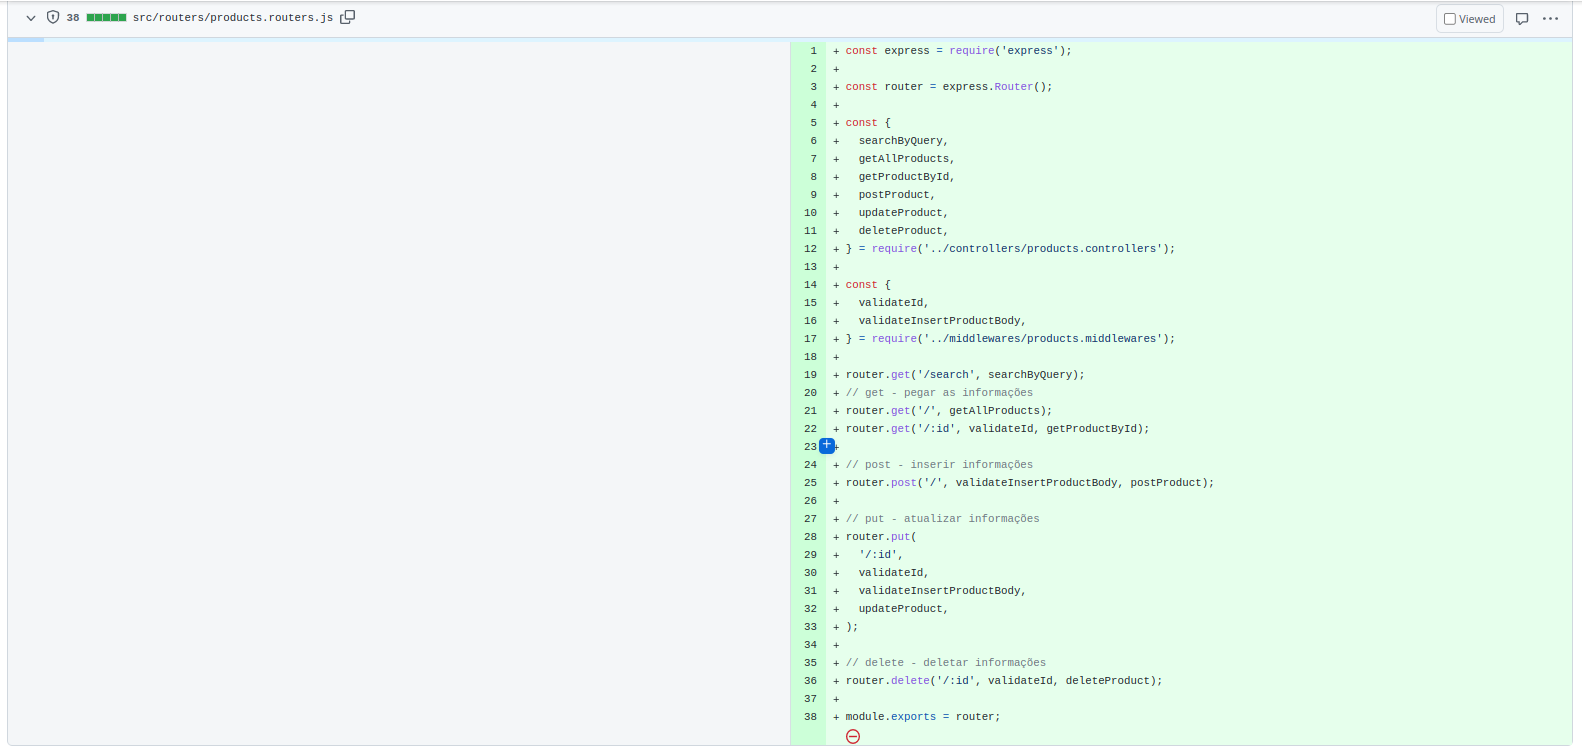 38 src/routers/products.routers.js Viewed
1 + const express = require('express');
2 +
3 + const router = express.Router();
4 +
5 + const {
6 + searchByQuery,
7 + getAllProducts,
8 + getProductById,
9 + postProduct,
10 + updateProduct,
11 + deleteProduct,
12 + } = require('../controllers/products.controllers');
13 +
14 + const {
15 + validateId,
16 + validateInsertProductBody,
17 + } = require('../middlewares/products.middlewares');
18 +
19 + router.get('/search', searchByQuery);
20 + // get - pegar as informações
21 + router.get('/', getAllProducts);
22 + router.get('/:id', validateId, getProductById);
23 +
24 + // post - inserir informações
25 + router.post('/', validateInsertProductBody, postProduct);
26 +
27 + // put - atualizar informações
28 + router.put(
29 + '/:id',
30 + validateId,
31 + validateInsertProductBody,
32 + updateProduct,
33 + );
34 +
35 + // delete - deletar informações
36 + router.delete('/:id', validateId, deleteProduct);
37 +
38 + module.exports = router;